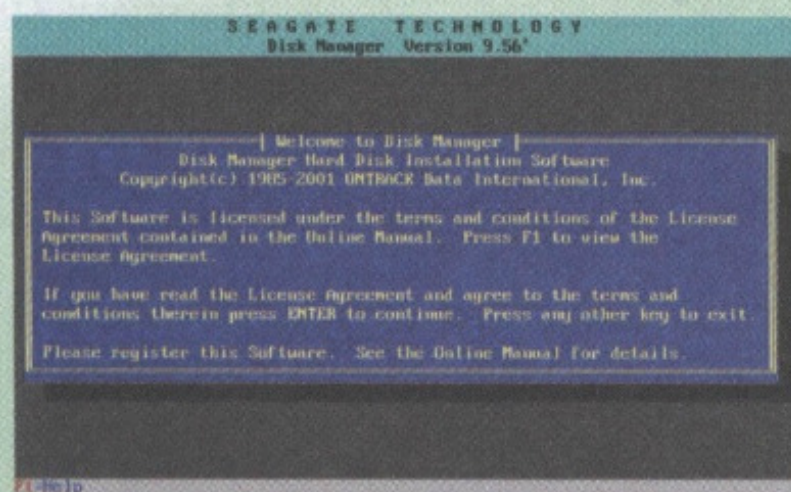 SEAGATE TECHNOLOGY
Disk Manager Version 9.56*
Welcome to Disk Manager
Disk Manager Hard Disk Installation Software
Copyright(c) 1985-2001 ONTRACK Data International, Inc.
This Software is licensed under the terms and conditions of the License
Agreement contained in the Online Manual. Press F1 to view the
License Agreement.
If you have read the License Agreement and agree to the terms and
conditions therein press ENTER to continue. Press any other key to exit.
Please register this Software. See the Online Manual for details.
F1-Help